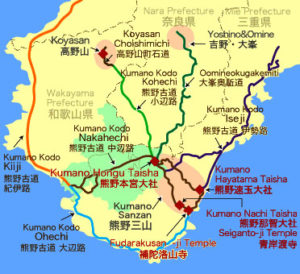 Nara Prefecture
奈良県
Mie Prefecture
三重県
Koyasan
高野山
Koyasan
Choishimichi
高野山町石道
Yoshino&Omine
吉野・大峯
Wakayama
Prefecture
和歌山県
Kumano Kodo
Kohechi
熊野古道
小辺路
Oomineokugakemiti
大峯奥駈道
Kumano Kodo
Iseji
熊野古道 伊勢路
Kumano Kodo
Nakahechi
熊野古道 中辺路
Kumano Kodo
Kiiji
熊野古道
紀伊路
Kumano Hongu Taisha
熊野本宮大社
Kumano
Hayatama Taisha
熊野速玉大社
Kumano
Sanzan
熊野三山
Kumano Nachi Taisha
熊野那智大社
Seiganto-ji Temple
青岸渡寺
Kumano Kodo
Ohechi
熊野古道 大辺路
Fudarakusan-ji Temple
補陀洛山寺